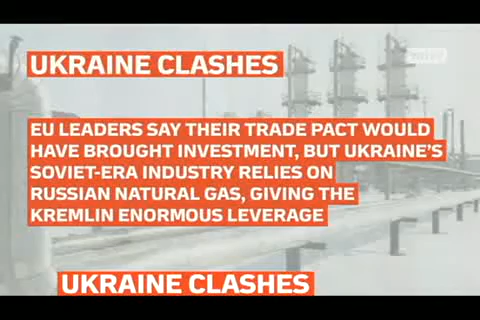 UKRAINE CLASHES
EU LEADERS SAY THEIR TRADE PACT WOULD
HAVE BROUGHT INVESTMENT, BUT UKRAINE'S
SOVIET-ERA INDUSTRY RELIES ON
RUSSIAN NATURAL GAS, GIVING THE
KREMLIN ENORMOUS LEVERAGE
UKRAINE CLASHES